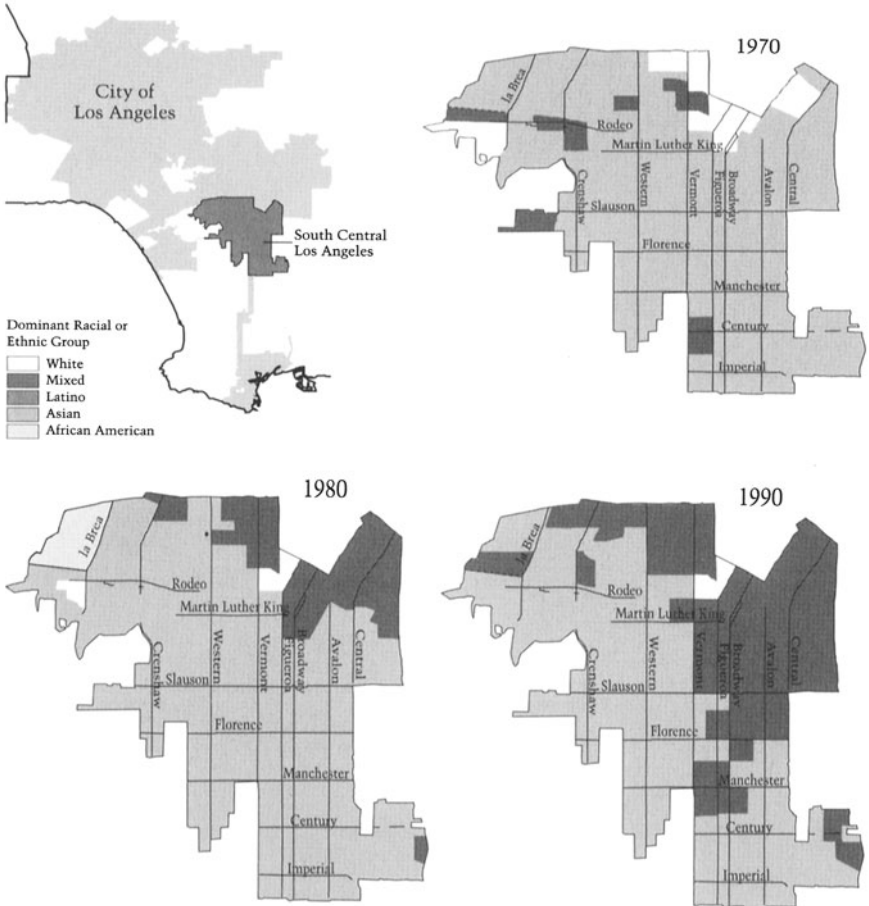 City of
Los Angeles
South Central
Los Angeles
Dominant Racial or
Ethnic Group
White
Mixed
Latino
Asian
African American
1970
la Brea
Rodeo
Martin Luther King
Crenshaw
Western
Vermont
Figueroa
Broadway
Avalon
Central
Slauson
Florence
Manchester
Century
Imperial
1980
la Brea
Rodeo
Martin Luther King
Crenshaw
Western
Vermont
Figueroa
Broadway
Avalon
Central
Slauson
Florence
Manchester
Century
Imperial
1990
la Brea
Rodeo
Martin Luther King
Crenshaw
Western
Vermont
Figueroa
Broadway
Avalon
Central
Slauson
Florence
Manchester
Century
Imperial